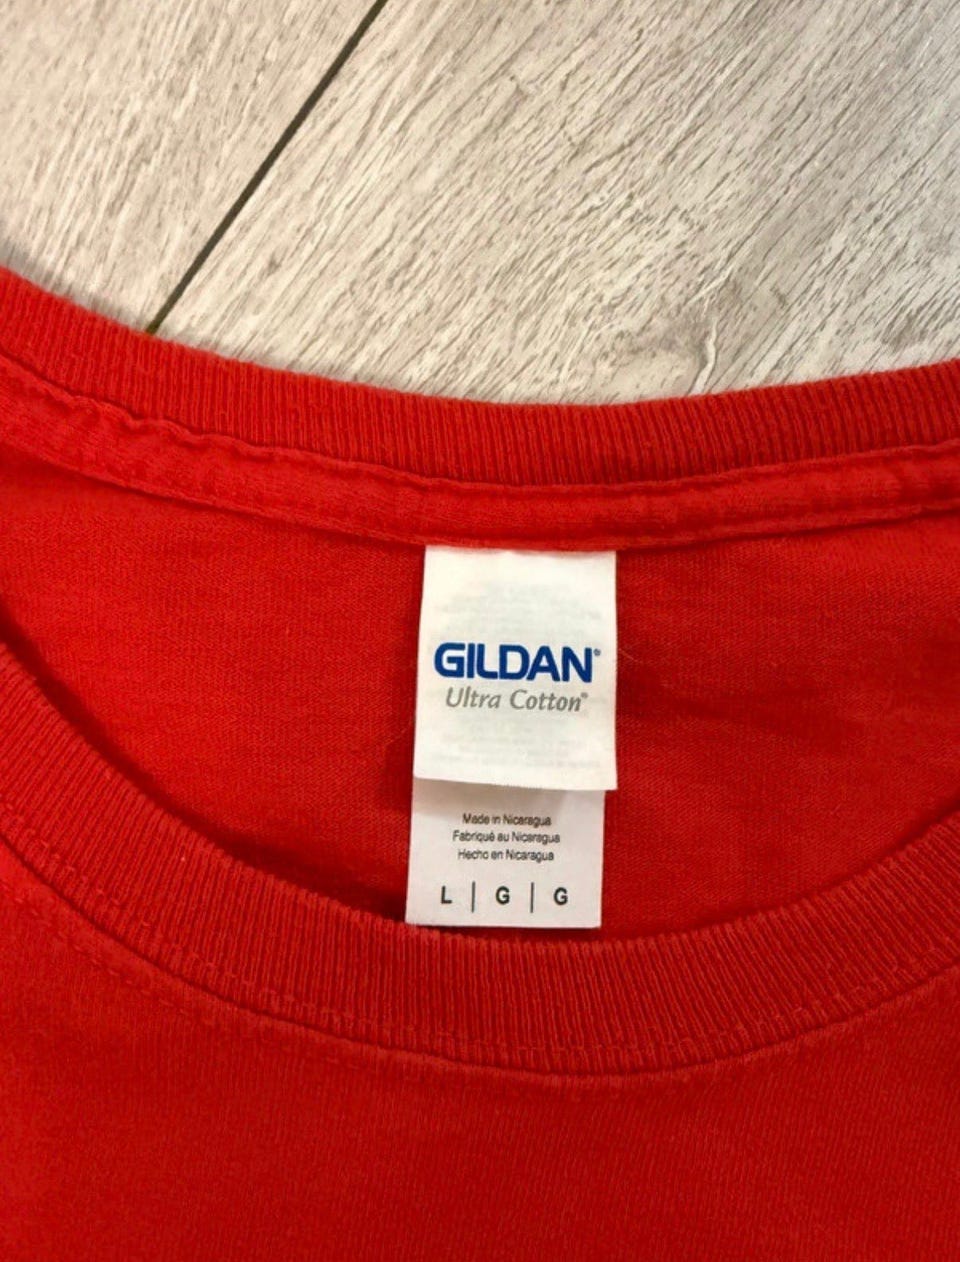 GILDAN®
Ultra Cotton®
Made in Nicaragua
Fabriqué au Nicaragua
Hecho en Nicaragua
L | G | G